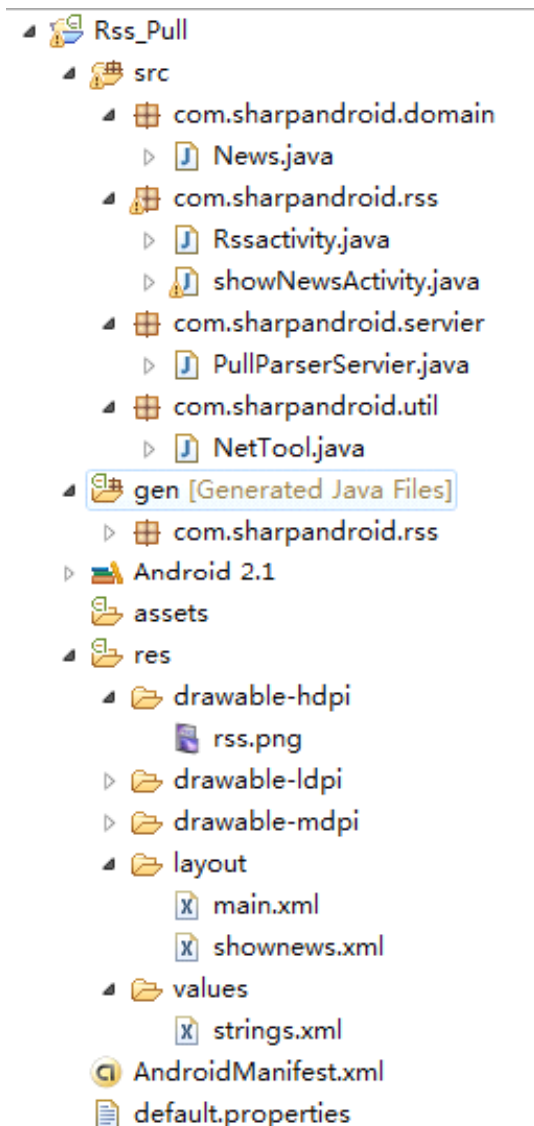 Rss_Pull
src
com.sharpandroid.domain
News.java
com.sharpandroid.rss
Rssactivity.java
showNewsActivity.java
com.sharpandroid.servier
PullParserServier.java
com.sharpandroid.util
NetTool.java
gen [Generated Java Files]
com.sharpandroid.rss
Android 2.1
assets
res
drawable-hdpi
rss.png
drawable-ldpi
drawable-mdpi
layout
main.xml
shownews.xml
values
strings.xml
AndroidManifest.xml
default.properties